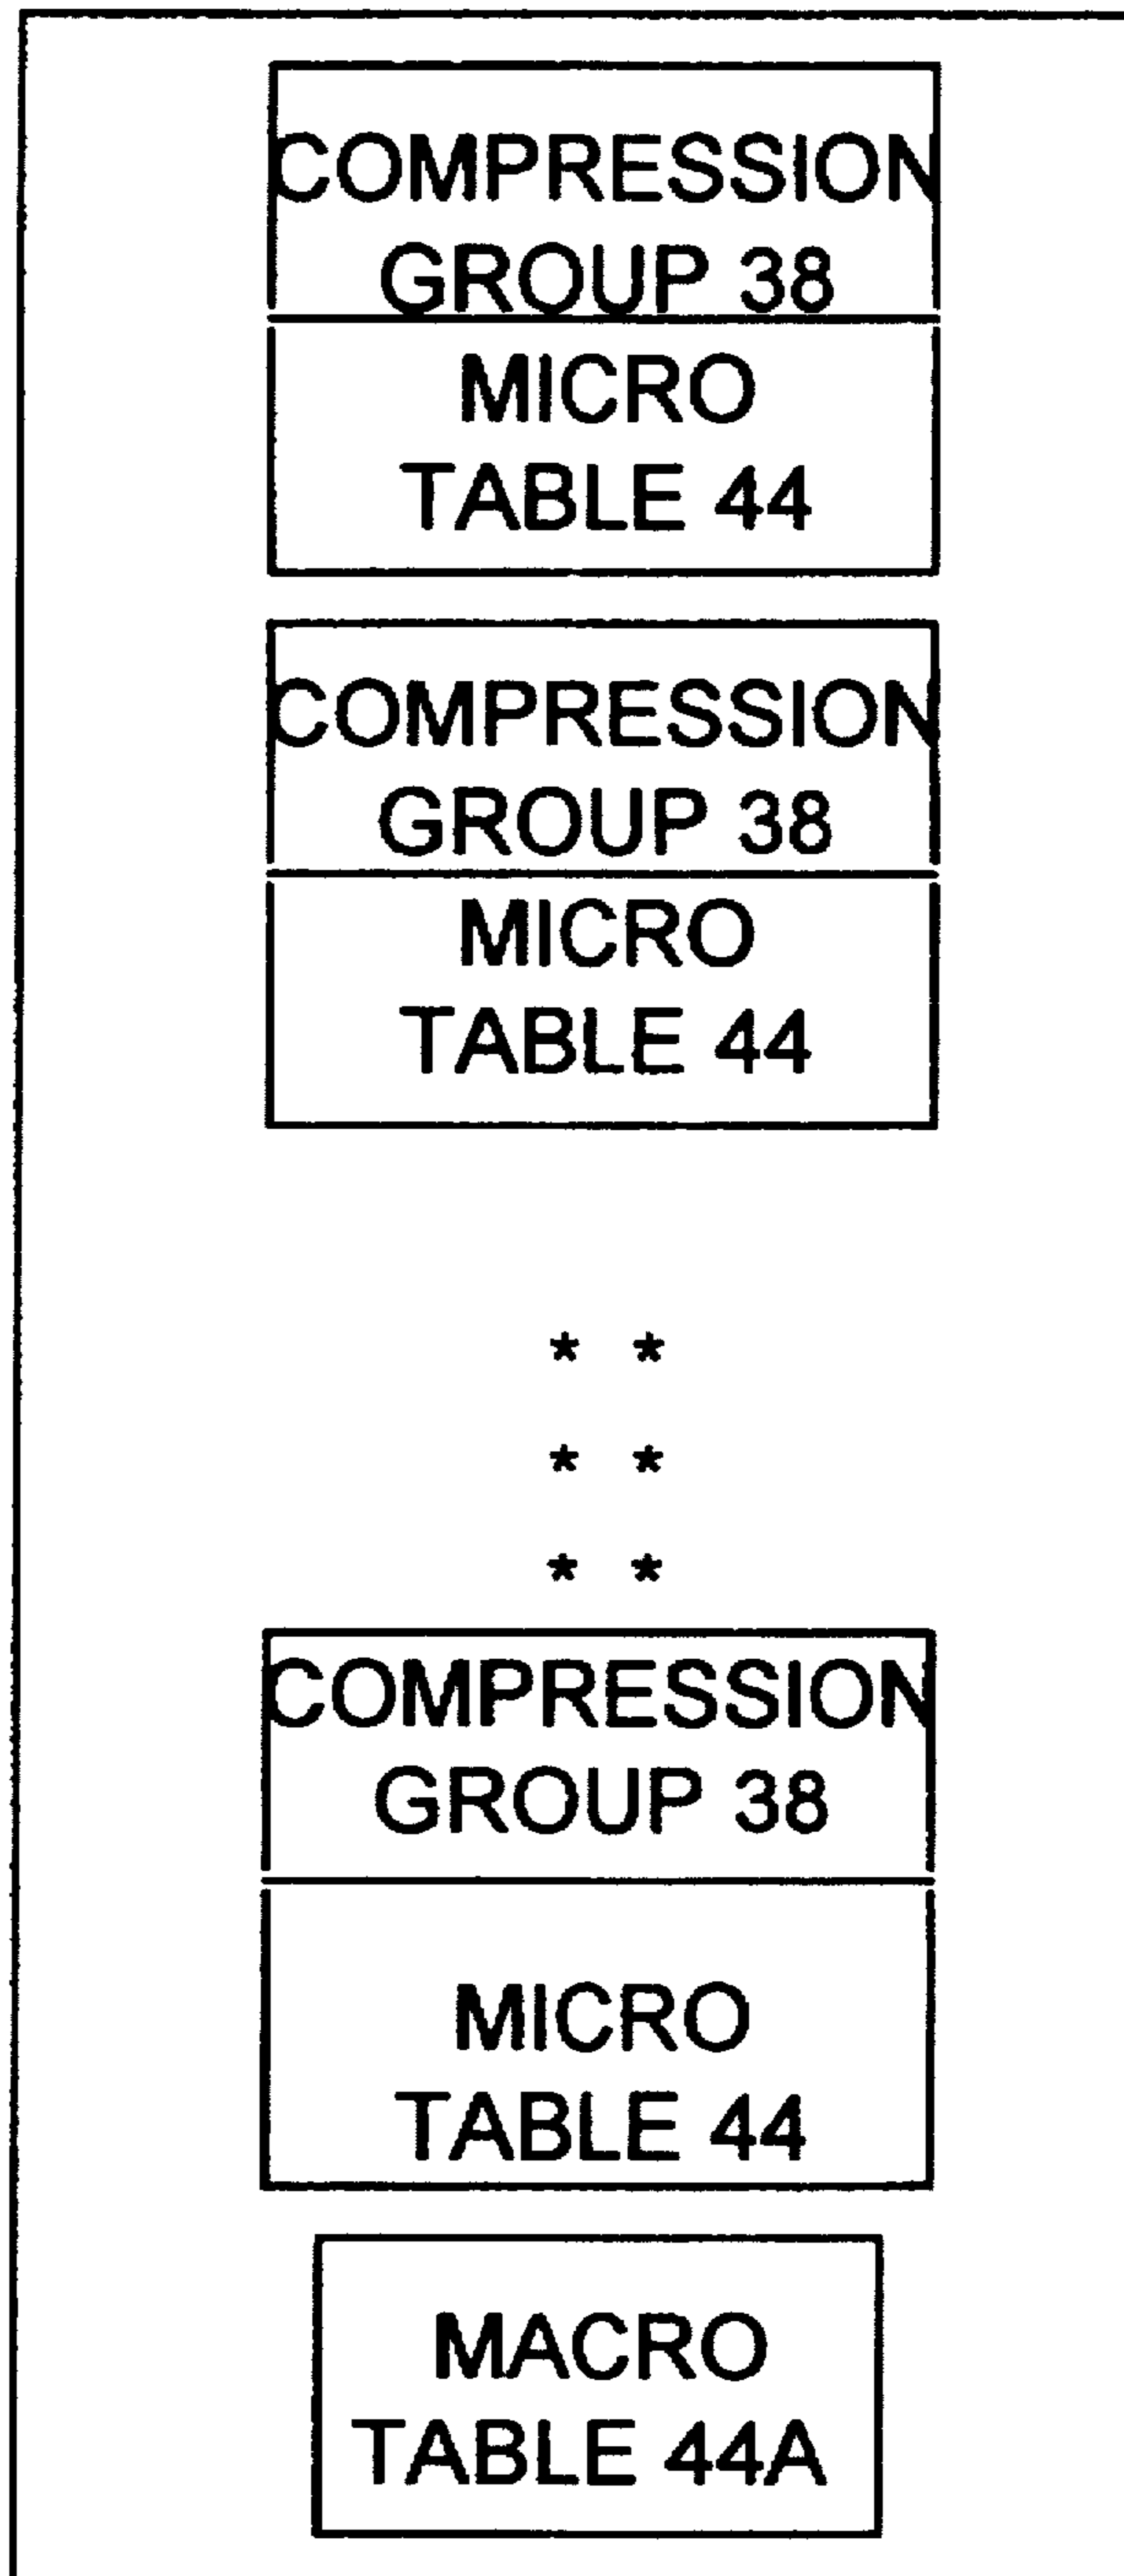 COMPRESSION
GROUP 38
MICRO
TABLE 44
COMPRESSION
GROUP 38
MICRO
TABLE 44
* *
* *
* *
COMPRESSION
GROUP 38
MICRO
TABLE 44
MACRO
TABLE 44A